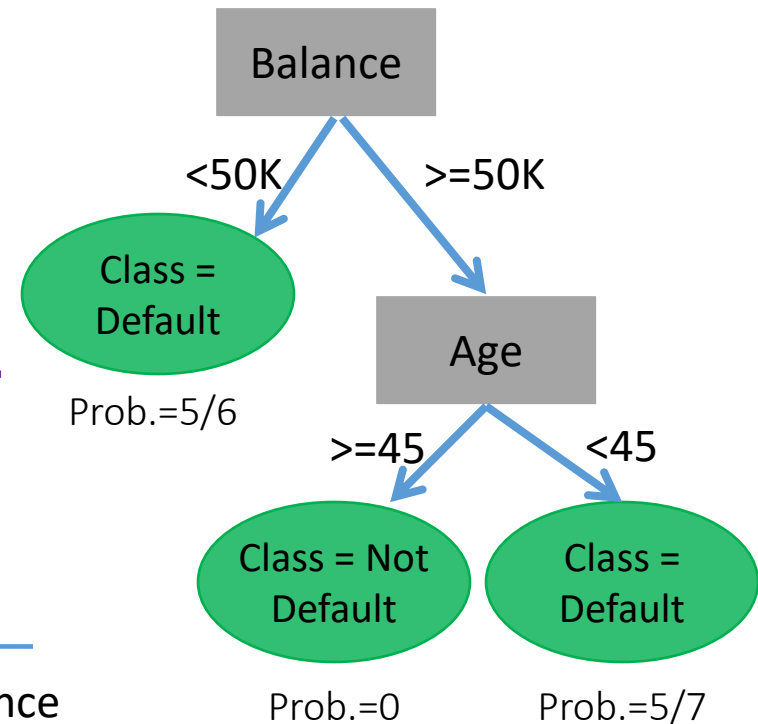 Balance
<50K
>=50K
Class =
Default
Age
Prob.=5/6
>=45
<45
Class = Not
Default
Class =
Default
Prob.=0
Prob.=5/7